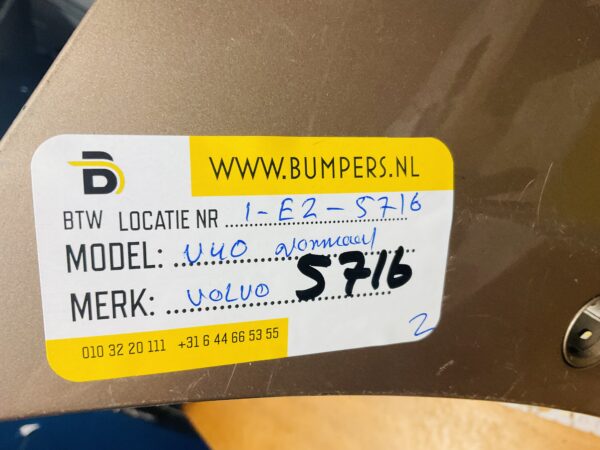 B
WWW.BUMPERS.NL
BTW LOCATIE NR 1-E2-5716
MODEL: V40 Normaal
MERK: VOLVO 5716
2
010 32 20 111 +31 6 44 66 53 55